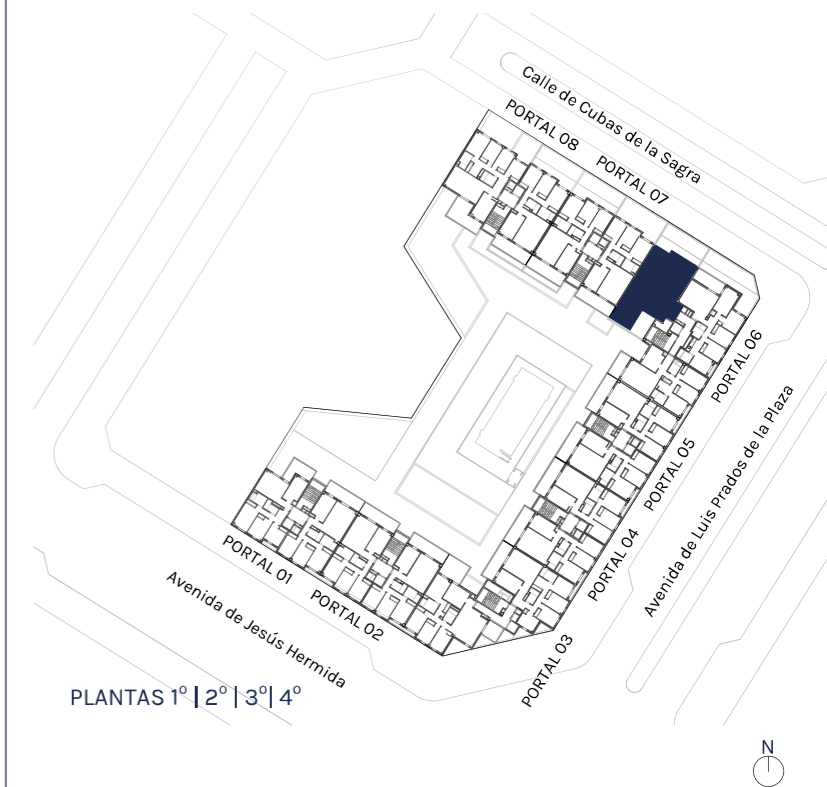 Calle de Cubas de la Sagra
PORTAL 08
PORTAL 07
PORTAL 06
PORTAL 05
Avenida de Luis Prados de la Plaza
PORTAL 04
PORTAL 01
PORTAL 02
PORTAL 03
Avenida de Jesús Hermida
PLANTAS 1º | 2º | 3º| 4º
N